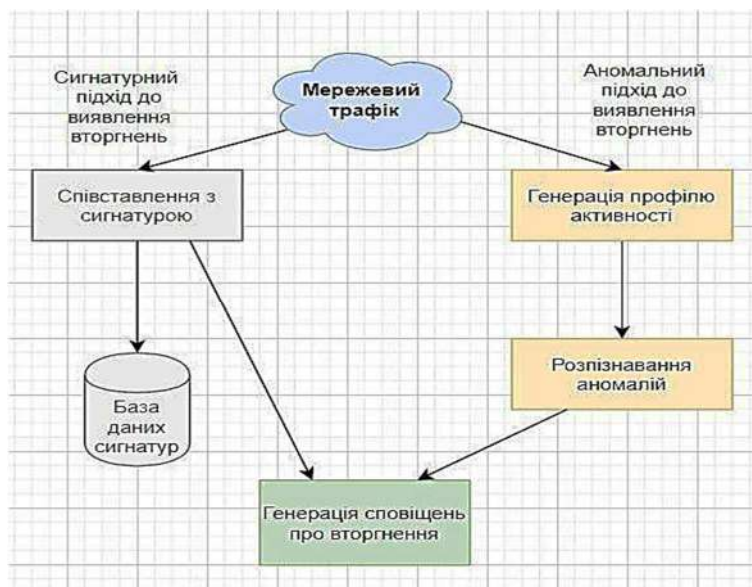 Сигнатурний
підхід до
виявлення
вторгнень
Мережевий
трафік
Аномальний
підхід до
виявлення
вторгнень
Співставлення з
сигнатурою
Генерація профілю
активності
База
даних
сигнатур
Розпізнавання
аномалій
Генерація сповіщень
про вторгнення